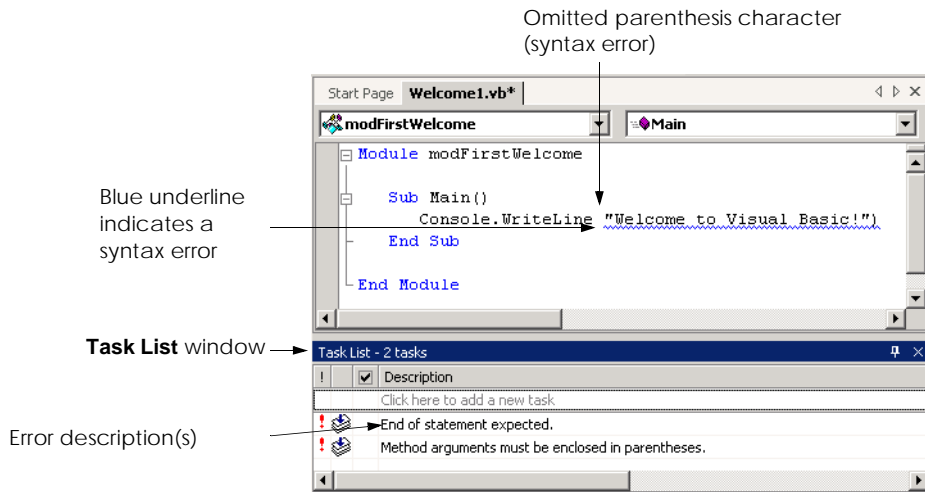 Omitted parenthesis character
(syntax error)
Start Page Welcome1.vb*
modFirstWelcome Main
Module modFirstWelcome
Sub Main()
Console.WriteLine "Welcome to Visual Basic!")
End Sub
End Module
Blue underline
indicates a
syntax error
Task List window
Task List - 2 tasks
! Description
Click here to add a new task
End of statement expected.
Method arguments must be enclosed in parentheses.
Error description(s)